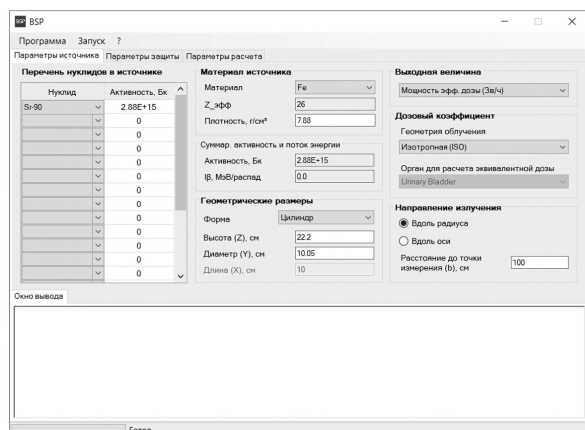 BSP BSP
Программа Запуск ?
Параметры источника Параметры защиты Параметры расчета
Перечень нуклидов в источнике
Нуклид Активность, Бк
Sr-90 2.88E+15
0
0
0
0
0
0
0
0
0
0
0
Материал источника
Материал Fe
Z_эфф 26
Плотность, г/см³ 7.88
Суммар. активность и поток энергии
Активность, Бк 2.88E+15
Iβ, МэВ/распад 0.0
Геометрические размеры
Форма Цилиндр
Высота (Z), см 22.2
Диаметр (Y), см 10.05
Длина (X), см 10
Выходная величина
Мощность эфф. дозы (Зв/ч)
Дозовый коэффициент
Геометрия облучения
Изотропная (ISO)
Орган для расчета эквивалентной дозы
Urinary Bladder
Направление излучения
Вдоль радиуса
Вдоль оси
Расстояние до точки
измерения (b), см 100
Окно вывода
Готов